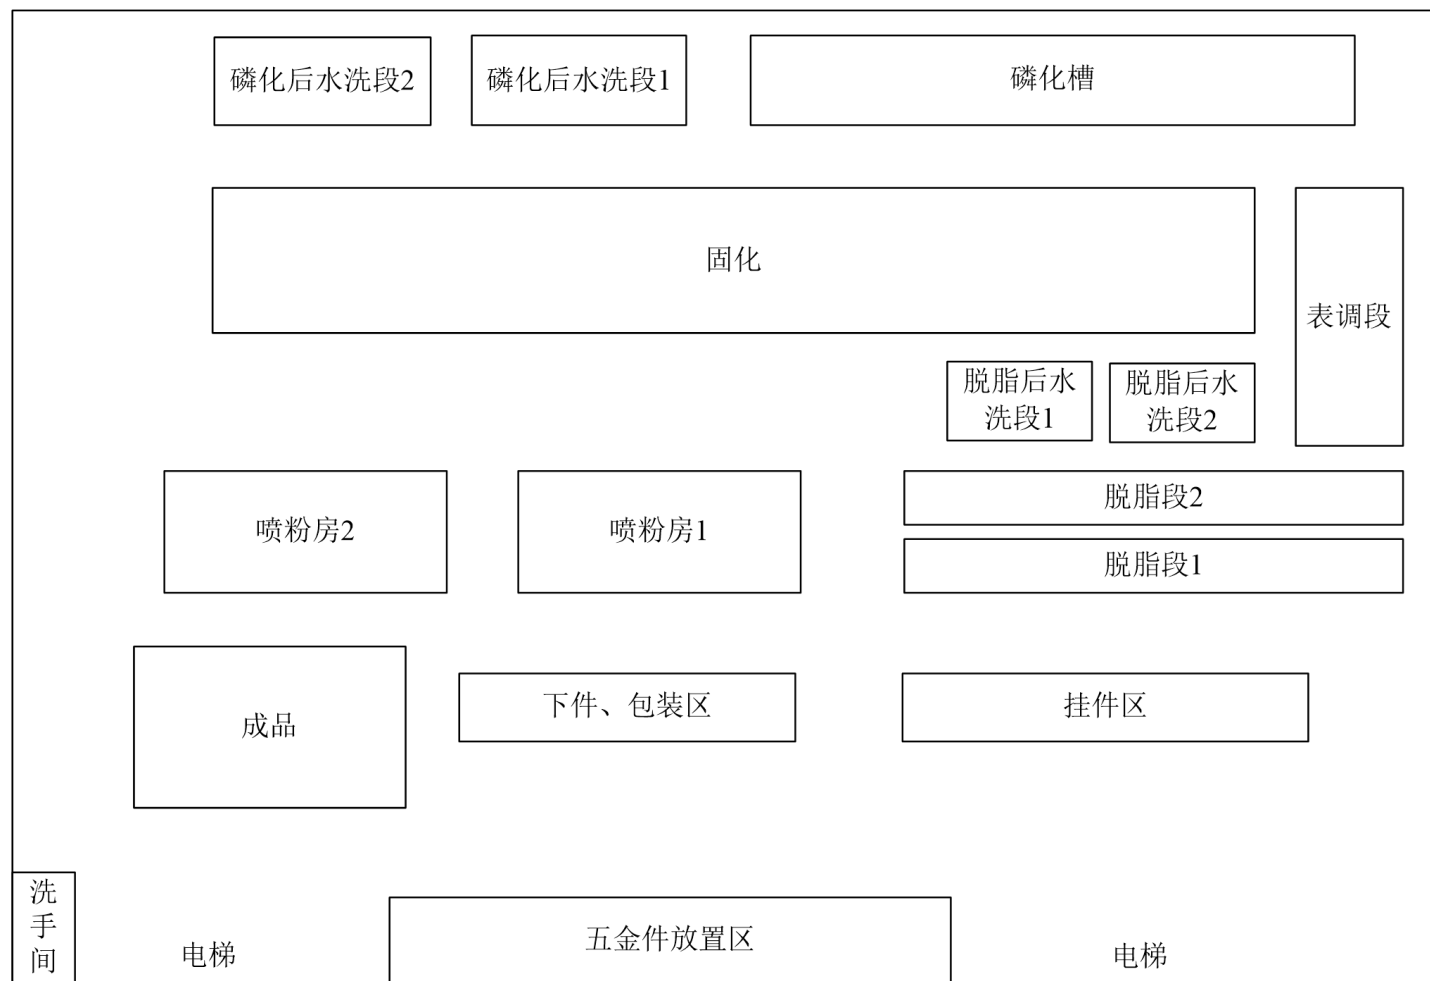 磷化后水洗段2
磷化后水洗段1
磷化槽
固化
表调段
脱脂后水
洗段1
脱脂后水
洗段2
脱脂段2
脱脂段1
喷粉房2
喷粉房1
成品
下件、包装区
挂件区
洗
手
间
电梯
五金件放置区
电梯